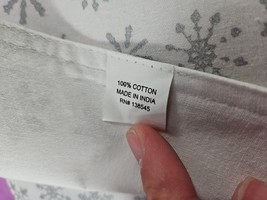 100% COTTON
MADE IN INDIA
RN# 138545